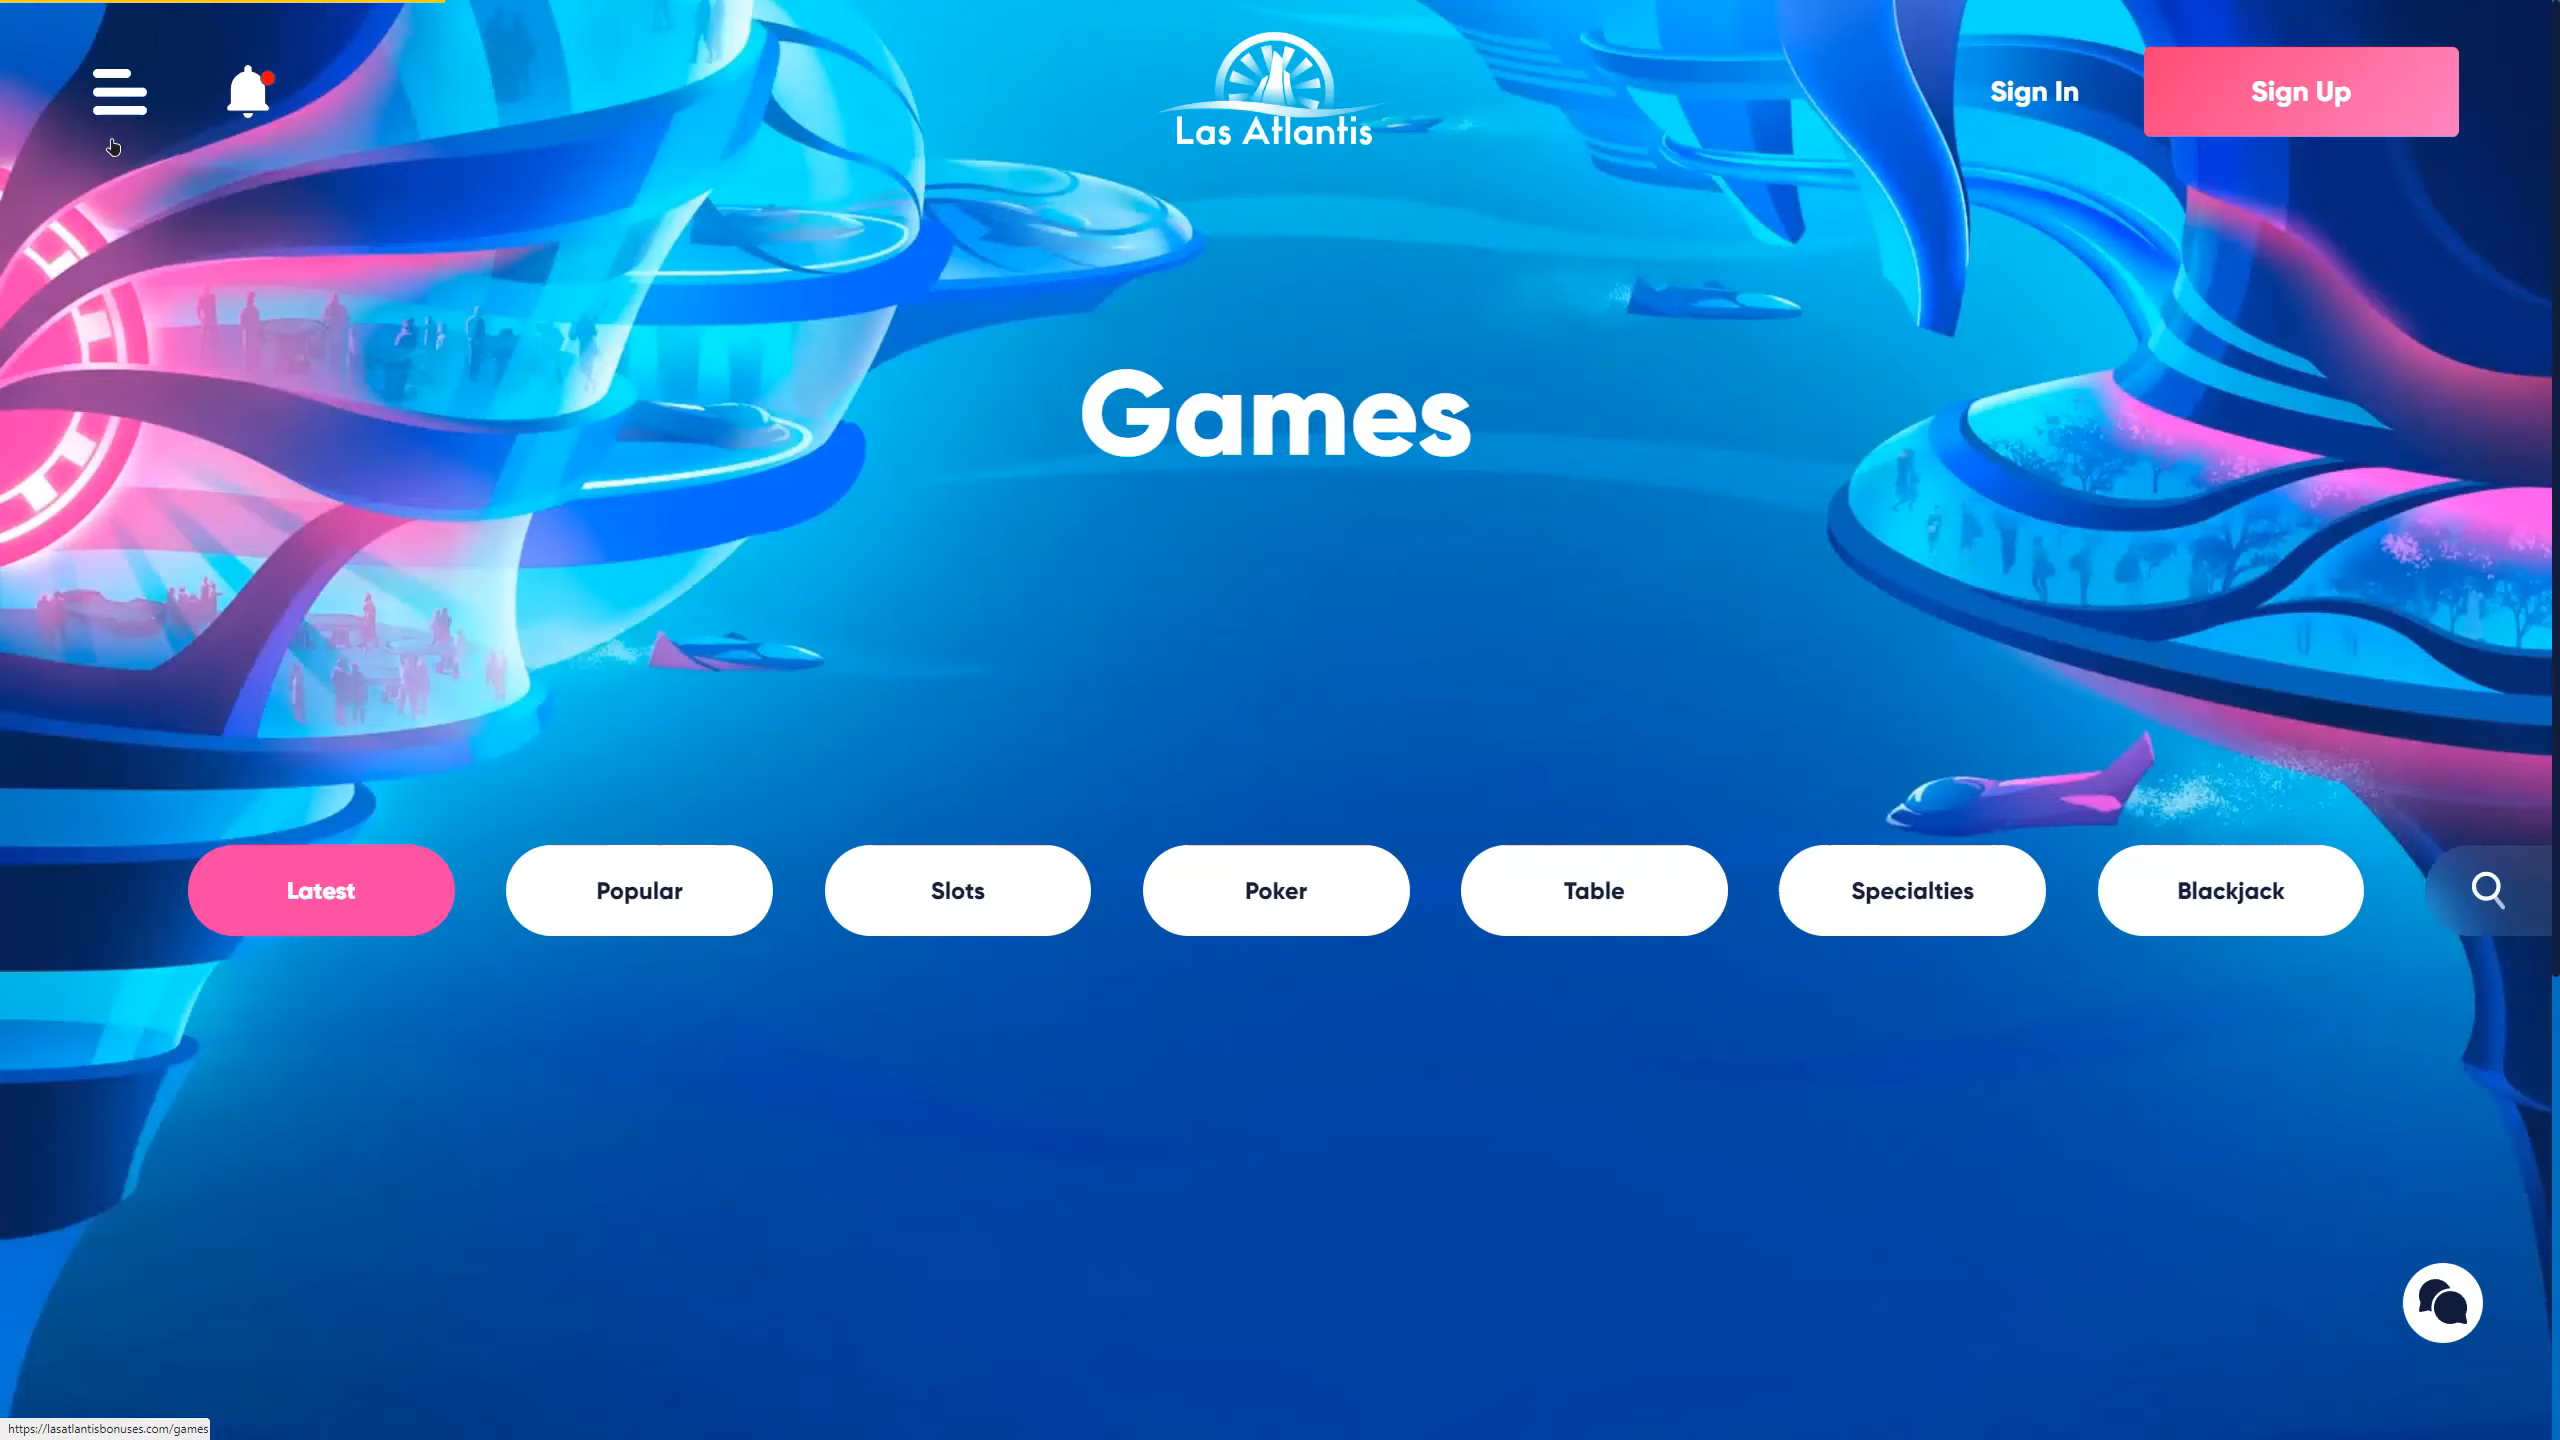 Las Atlantis
Sign In
Sign Up
Games
Latest
Popular
Slots
Poker
Table
Specialties
Blackjack
https://lasatlantisbonuses.com/games